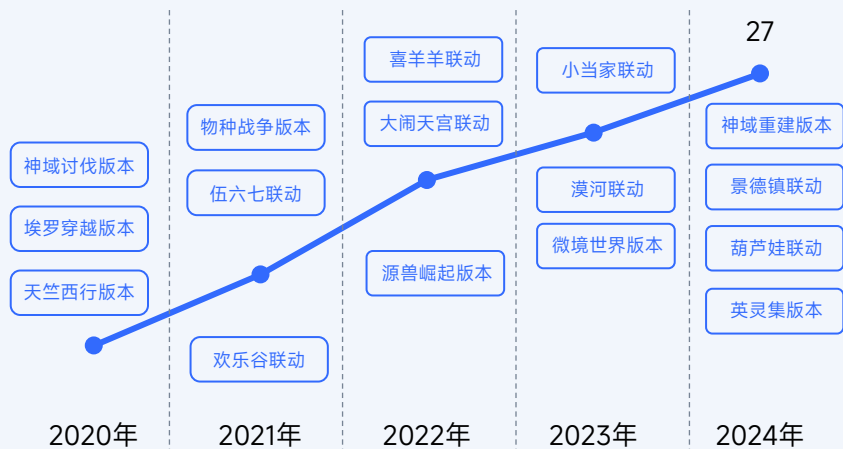 27
喜羊羊联动
小当家联动
物种战争版本
大闹天宫联动
神域重建版本
神域讨伐版本
伍六七联动
漠河联动
景德镇联动
埃罗穿越版本
微境世界版本
葫芦娃联动
天竺西行版本
源兽崛起版本
英灵集版本
欢乐谷联动
2020年
2021年
2022年
2023年
2024年